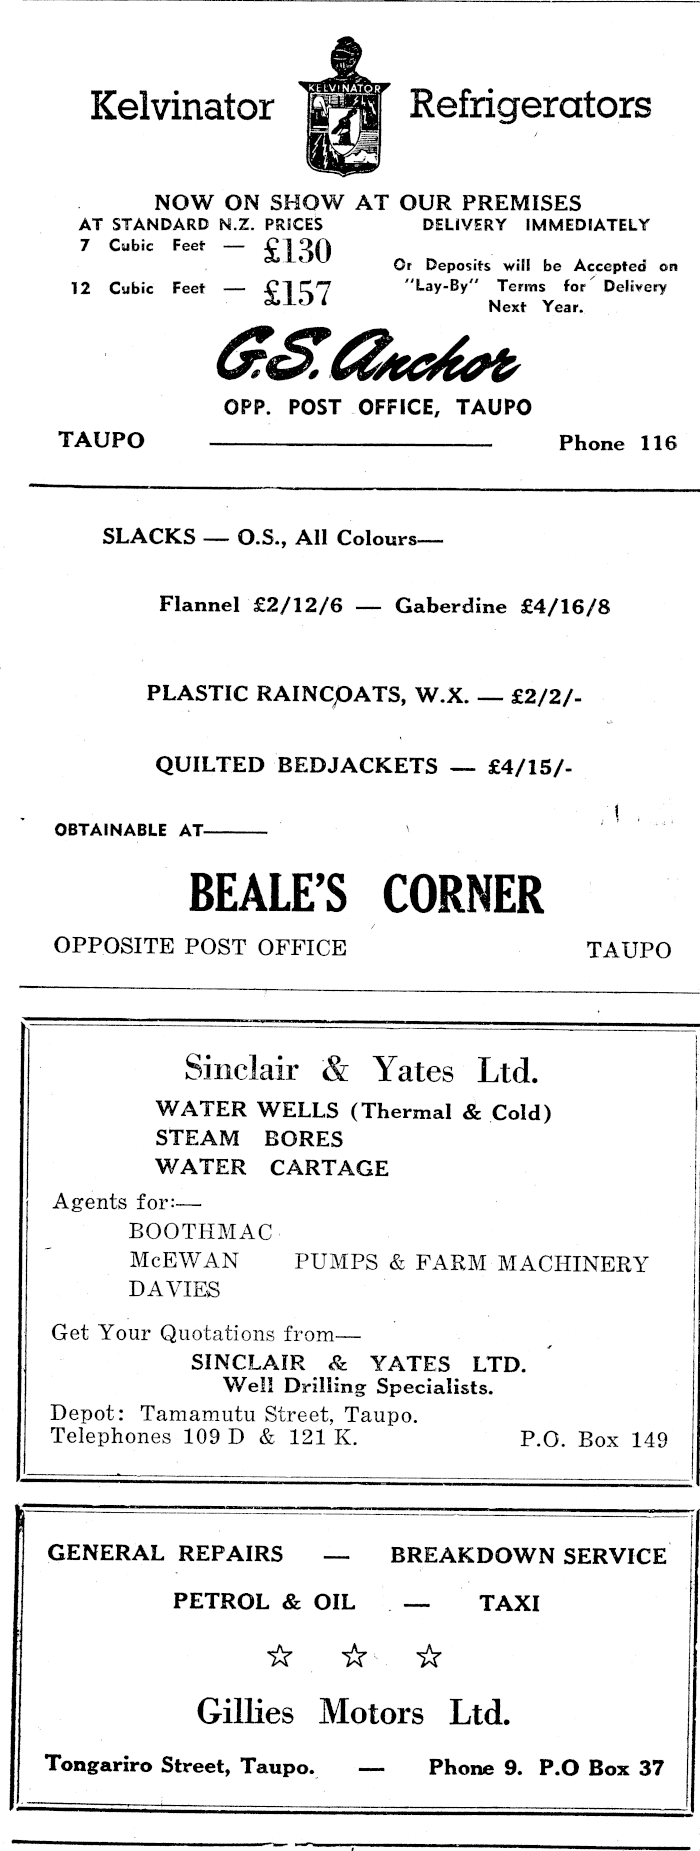 Kelvinator KELVINATOR Refrigerators
NOW ON SHOW AT OUR PREMISES
AT STANDARD N.Z. PRICES
7 Cubic Feet — £130
12 Cubic Feet — £157
DELIVERY IMMEDIATELY
Or Deposits will be Accepted on
"Lay-By" Terms for Delivery
Next Year.
G.S. Anchor
OPP. POST OFFICE, TAUPO
TAUPO Phone 116
SLACKS — O.S., All Colours—
Flannel £2/12/6 — Gaberdine £4/16/8
PLASTIC RAINCOATS, W.X. — £2/2/-
QUILTED BEDJACKETS — £4/15/-
OBTAINABLE AT——
BEALE'S CORNER
OPPOSITE POST OFFICE TAUPO
Sinclair & Yates Ltd.
WATER WELLS (Thermal & Cold)
STEAM BORES
WATER CARTAGE
Agents for:—
BOOTHMAC
McEWAN PUMPS & FARM MACHINERY
DAVIES
Get Your Quotations from—
SINCLAIR & YATES LTD.
Well Drilling Specialists.
Depot: Tamamutu Street, Taupo.
Telephones 109 D & 121 K. P.O. Box 149
GENERAL REPAIRS — BREAKDOWN SERVICE
PETROL & OIL — TAXI
☆ ☆ ☆
Gillies Motors Ltd.
Tongariro Street, Taupo. — Phone 9. P.O Box 37